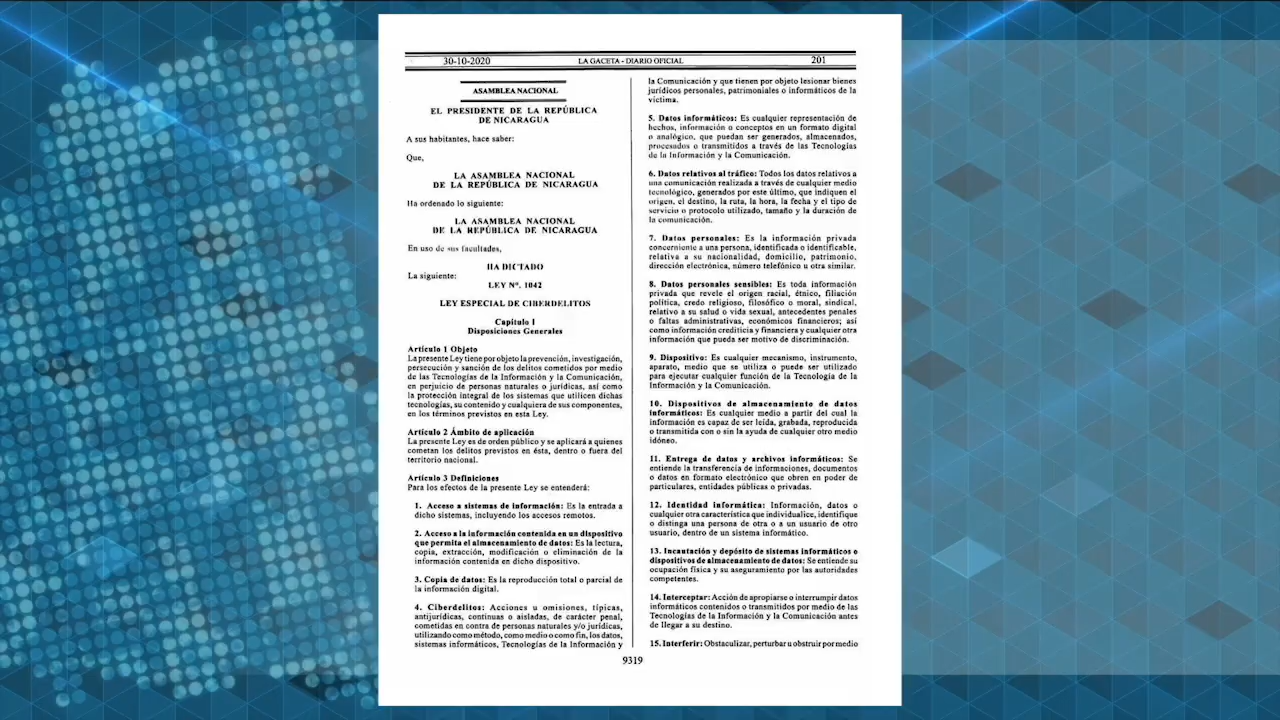 30-10-2020 LA GACETA - DIARIO OFICIAL 201
ASAMBLEA NACIONAL
EL PRESIDENTE DE LA REPÚBLICA
DE NICARAGUA
A sus habitantes, hace saber:
Que,
LA ASAMBLEA NACIONAL
DE LA REPÚBLICA DE NICARAGUA
Ha ordenado lo siguiente:
LA ASAMBLEA NACIONAL
DE LA REPÚBLICA DE NICARAGUA
En uso de sus facultades,
HA DICTADO
La siguiente:
LEY Nº. 1042
LEY ESPECIAL DE CIBERDELITOS
Capítulo I
Disposiciones Generales
Artículo 1 Objeto
La presente Ley tiene por objeto la prevención, investigación,
persecución y sanción de los delitos cometidos por medio
de las Tecnologías de la Información y la Comunicación,
en perjuicio de personas naturales o jurídicas, así como
la protección integral de los sistemas que utilicen dichas
tecnologías, su contenido y cualquiera de sus componentes,
en los términos previstos en esta Ley.
Artículo 2 Ámbito de aplicación
La presente Ley es de orden público y se aplicará a quienes
cometan los delitos previstos en ésta, dentro o fuera del
territorio nacional.
Artículo 3 Definiciones
Para los efectos de la presente Ley se entenderá:
1. Acceso a sistemas de información: Es la entrada a
dicho sistemas, incluyendo los accesos remotos.
2. Acceso a la información contenida en un dispositivo
que permita el almacenamiento de datos: Es la lectura,
copia, extracción, modificación o eliminación de la
información contenida en dicho dispositivo.
3. Copia de datos: Es la reproducción total o parcial de
la información digital.
4. Ciberdelitos: Acciones u omisiones, típicas,
antijurídicas, continuas o aisladas, de carácter penal,
cometidas en contra de personas naturales y/o jurídicas,
utilizando como método, como medio o como fin, los datos,
sistemas informáticos, Tecnologías de la Información y
la Comunicación y que tienen por objeto lesionar bienes
jurídicos personales, patrimoniales o informáticos de la
víctima.
5. Datos informáticos: Es cualquier representación de
hechos, información o conceptos en un formato digital
o analógico, que puedan ser generados, almacenados,
procesados o transmitidos a través de las Tecnologías
de la Información y la Comunicación.
6. Datos relativos al tráfico: Todos los datos relativos a
una comunicación realizada a través de cualquier medio
tecnológico, generados por este último, que indiquen el
origen, el destino, la ruta, la hora, la fecha y el tipo de
servicio o protocolo utilizado, tamaño y la duración de
la comunicación.
7. Datos personales: Es la información privada
concerniente a una persona, identificada o identificable,
relativa a su nacionalidad, domicilio, patrimonio,
dirección electrónica, número telefónico u otra similar.
8. Datos personales sensibles: Es toda información
privada que revele el origen racial, étnico, filiación
política, credo religioso, filosófico o moral, sindical,
relativo a su salud o vida sexual, antecedentes penales
o faltas administrativas, económicos financieros; así
como información crediticia y financiera y cualquier otra
información que pueda ser motivo de discriminación.
9. Dispositivo: Es cualquier mecanismo, instrumento,
aparato, medio que se utiliza o puede ser utilizado
para ejecutar cualquier función de la Tecnología de la
Información y la Comunicación.
10. Dispositivos de almacenamiento de datos
informáticos: Es cualquier medio a partir del cual la
información es capaz de ser leída, grabada, reproducida
o transmitida con o sin la ayuda de cualquier otro medio
idóneo.
11. Entrega de datos y archivos informáticos: Se
entiende la transferencia de informaciones, documentos
o datos en formato electrónico que obren en poder de
particulares, entidades públicas o privadas.
12. Identidad informática: Información, datos o
cualquier otra característica que individualice, identifique
o distinga una persona de otra o a un usuario de otro
usuario, dentro de un sistema informático.
13. Incautación y depósito de sistemas informáticos o
dispositivos de almacenamiento de datos: Se entiende su
ocupación física y su aseguramiento por las autoridades
competentes.
14. Interceptar: Acción de apropiarse o interrumpir datos
informáticos contenidos o transmitidos por medio de las
Tecnologías de la Información y la Comunicación antes
de llegar a su destino.
15. Interferir: Obstaculizar, perturbar u obstruir por medio
9319